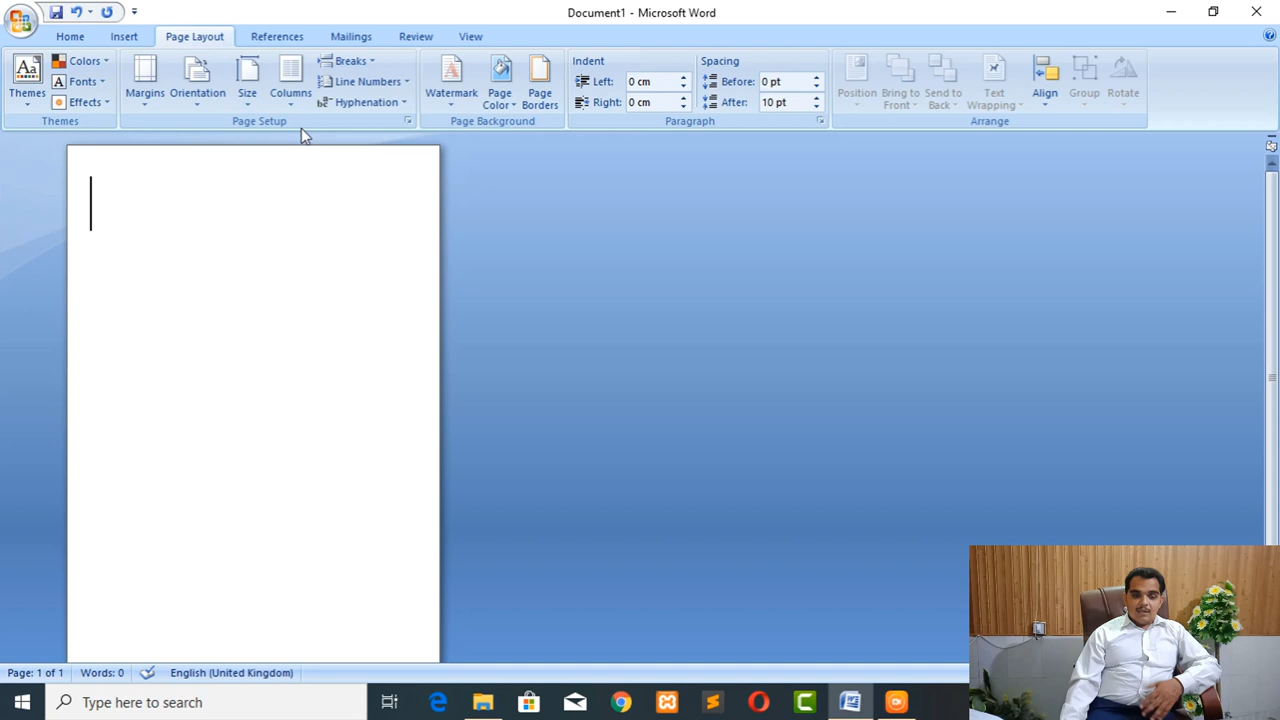 Document1 - Microsoft Word
Home Insert Page Layout References Mailings Review View
Aa Themes Colors Fonts Effects
Themes
Margins Orientation Size Columns Breaks Line Numbers Hyphenation
Page Setup
Watermark Page Color Page Borders
Page Background
Indent Spacing
Left: 0 cm Before: 0 pt
Right: 0 cm After: 10 pt
Paragraph
Position Bring to Front Send to Back Text Wrapping Align Group Rotate
Arrange
Page: 1 of 1 Words: 0 English (United Kingdom)
Type here to search